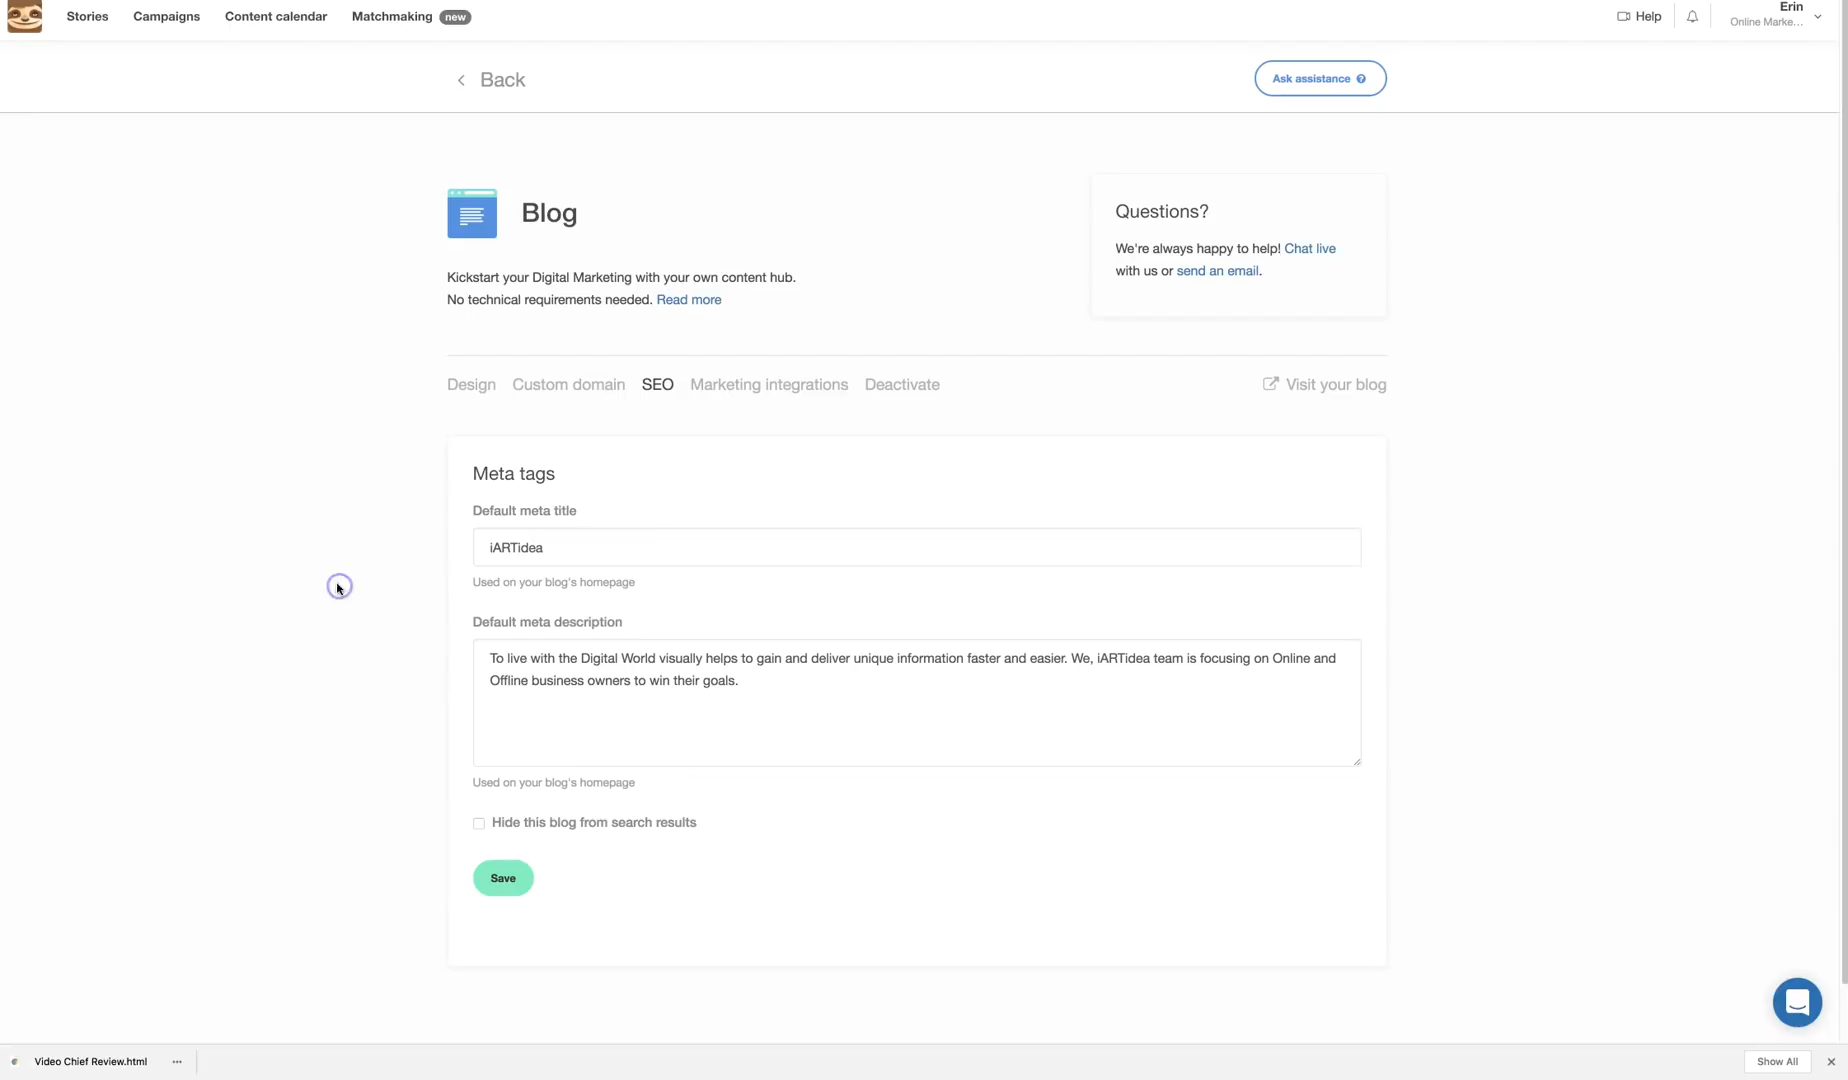 Stories Campaigns Content calendar Matchmaking new Help Erin
Online Marke...
Back Ask assistance
Blog
Kickstart your Digital Marketing with your own content hub.
No technical requirements needed. Read more
Questions?
We're always happy to help! Chat live
with us or send an email.
Design Custom domain SEO Marketing integrations Deactivate Visit your blog
Meta tags
Default meta title
iARTidea
Used on your blog's homepage
Default meta description
To live with the Digital World visually helps to gain and deliver unique information faster and easier. We, iARTidea team is focusing on Online and
Offline business owners to win their goals.
Used on your blog's homepage
Hide this blog from search results
Save
Video Chief Review.html Show All